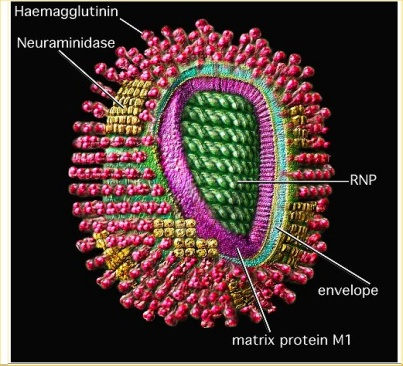 Haemagglutinin
Neuraminidase
RNP
envelope
matrix protein M1